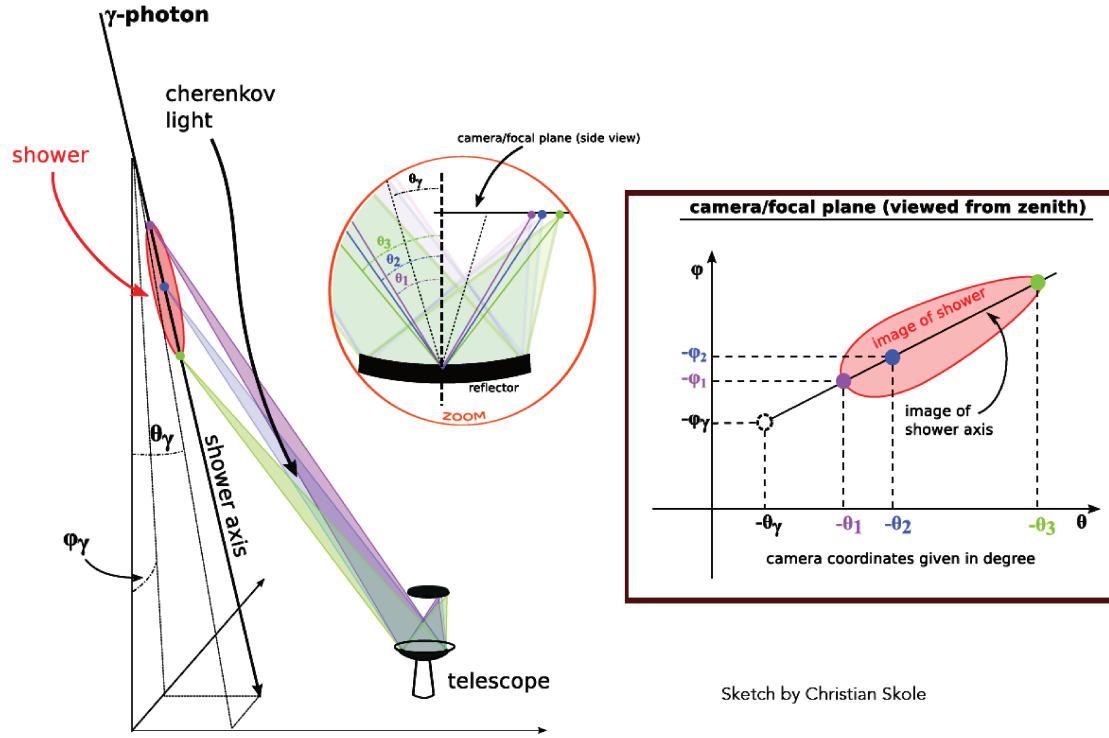 γ-photon
cherenkov
light
shower
θγ
shower axis
φγ
telescope
camera/focal plane (side view)
θγ
θ3
θ2
θ1
reflector
ZOOM
camera/focal plane (viewed from zenith)
φ
image of shower
-φ2
-φ1
-φγ
image of
shower axis
-θγ
-θ1
-θ2
-θ3
θ
camera coordinates given in degree
Sketch by Christian Skole